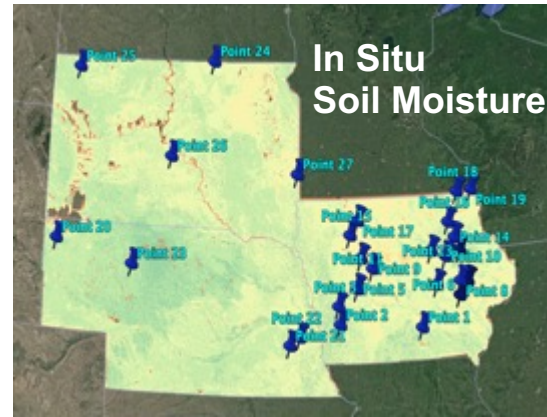 In Situ
Soil Moisture
Point 24
Point 25
Point 26
Point 27
Point 18
Point 19
Point 15
Point 17
Point 14
Point 20
Point 23
Point 10
Point 9
Point 5
Point 8
Point 22
Point 21
Point 2
Point 1